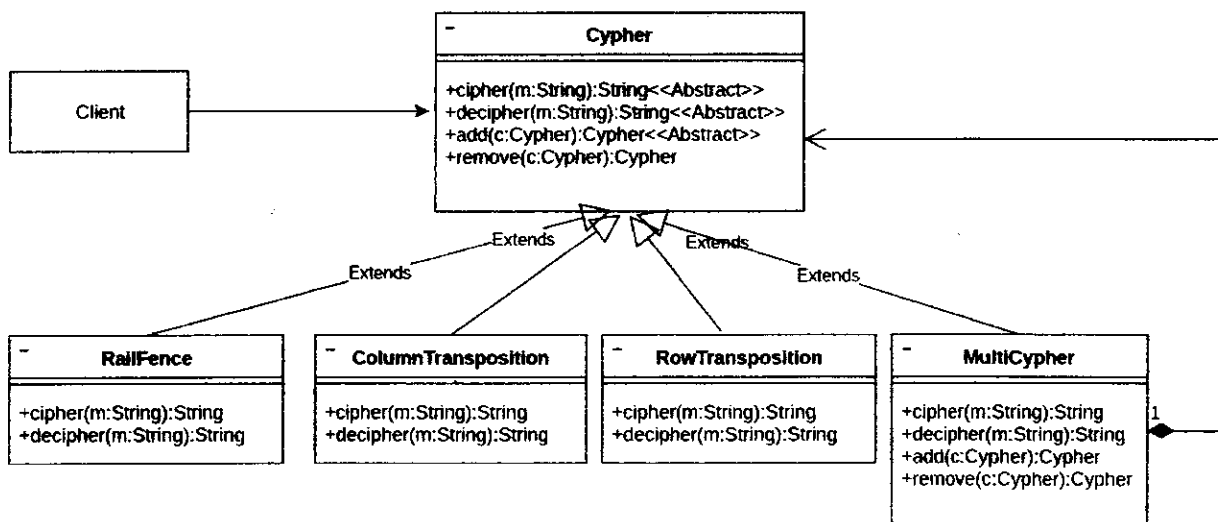 Cypher
+cipher(m:String):String<<Abstract>>
+decipher(m:String):String<<Abstract>>
+add(c:Cypher):Cypher<<Abstract>>
+remove(c:Cypher):Cypher
Client
Extends
Extends
Extends
Extends
RailFence
+cipher(m:String):String
+decipher(m:String):String
ColumnTransposition
+cipher(m:String):String
+decipher(m:String):String
RowTransposition
+cipher(m:String):String
+decipher(m:String):String
MultiCypher
+cipher(m:String):String
+decipher(m:String):String
+add(c:Cypher):Cypher
+remove(c:Cypher):Cypher
1